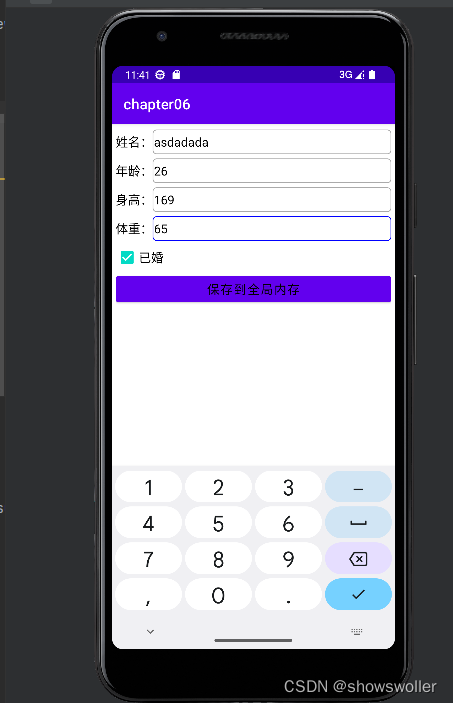 11:41 3G
chapter06
姓名： asdadada
年龄： 26
身高： 169
体重： 65
已婚
保存到全局内存
1 2 3 －
4 5 6
7 8 9
, 0 .
CSDN @showswoller